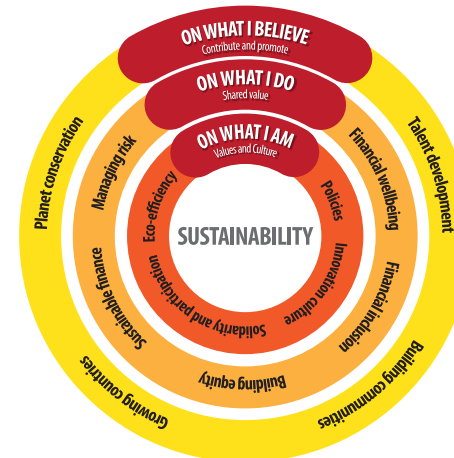 ON WHAT I BELIEVE
Contribute and promote
ON WHAT I DO
Shared value
ON WHAT I AM
Values and Culture
SUSTAINABILITY
Eco-efficiency
Policies
Innovation culture
Solidarity and participation
Managing risk
Financial wellbeing
Financial inclusion
Building equity
Sustainable finance
Planet conservation
Talent development
Building communities
Growing countries